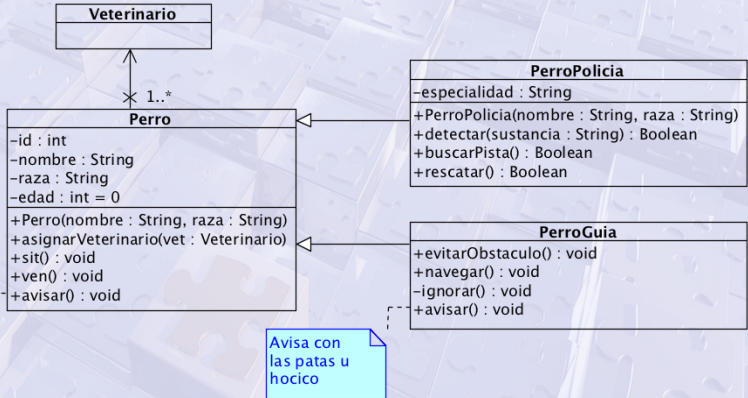 Veterinario
1..*
Perro
-id : int
-nombre : String
-raza : String
-edad : int = 0
+Perro(nombre : String, raza : String)
+asignarVeterinario(vet : Veterinario)
+sit() : void
+ven() : void
+avisar() : void
PerroPolicia
-especialidad : String
+PerroPolicia(nombre : String, raza : String)
+detectar(sustancia : String) : Boolean
+buscarPista() : Boolean
+rescatar() : Boolean
PerroGuia
+evitarObstaculo() : void
+navegar() : void
-ignorar() : void
+avisar() : void
Avisa con
las patas u
hocico